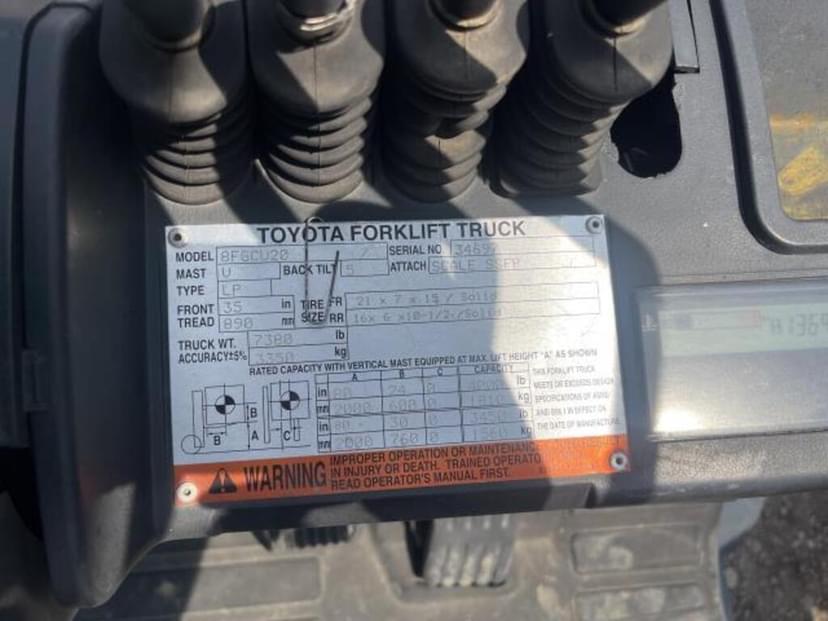 TOYOTA FORKLIFT TRUCK
MODEL 8FGCU20 SERIAL NO 3469
MAST V BACK TILT 5 ATTACH SCALE SSFP
TYPE LP
FRONT TREAD 35 in TIRE SIZE FR 21 x 7 x 15 / Solid
890 mm RR 16x 6 x10-1/2 /Solid
TRUCK WT. 7380 lb
ACCURACY±5% 3350 kg
RATED CAPACITY WITH VERTICAL MAST EQUIPPED AT MAX. LIFT HEIGHT "A" AS SHOWN
A B C CAPACITY
in 80 24 0 4000 lb
mm 2000 600 0 1810 kg
in 80 30 0 3450 lb
mm 2000 760 0 1560 kg
B
A
B
C
THIS FORKLIFT TRUCK
MEETS OR EXCEEDS DESIGN
SPECIFICATIONS OF
IN EFFECT ON
THE DATE OF MANUFACTURE.
WARNING
IMPROPER OPERATION OR MAINTENANC
IN INJURY OR DEATH. TRAINED OPERATO
READ OPERATOR'S MANUAL FIRST.